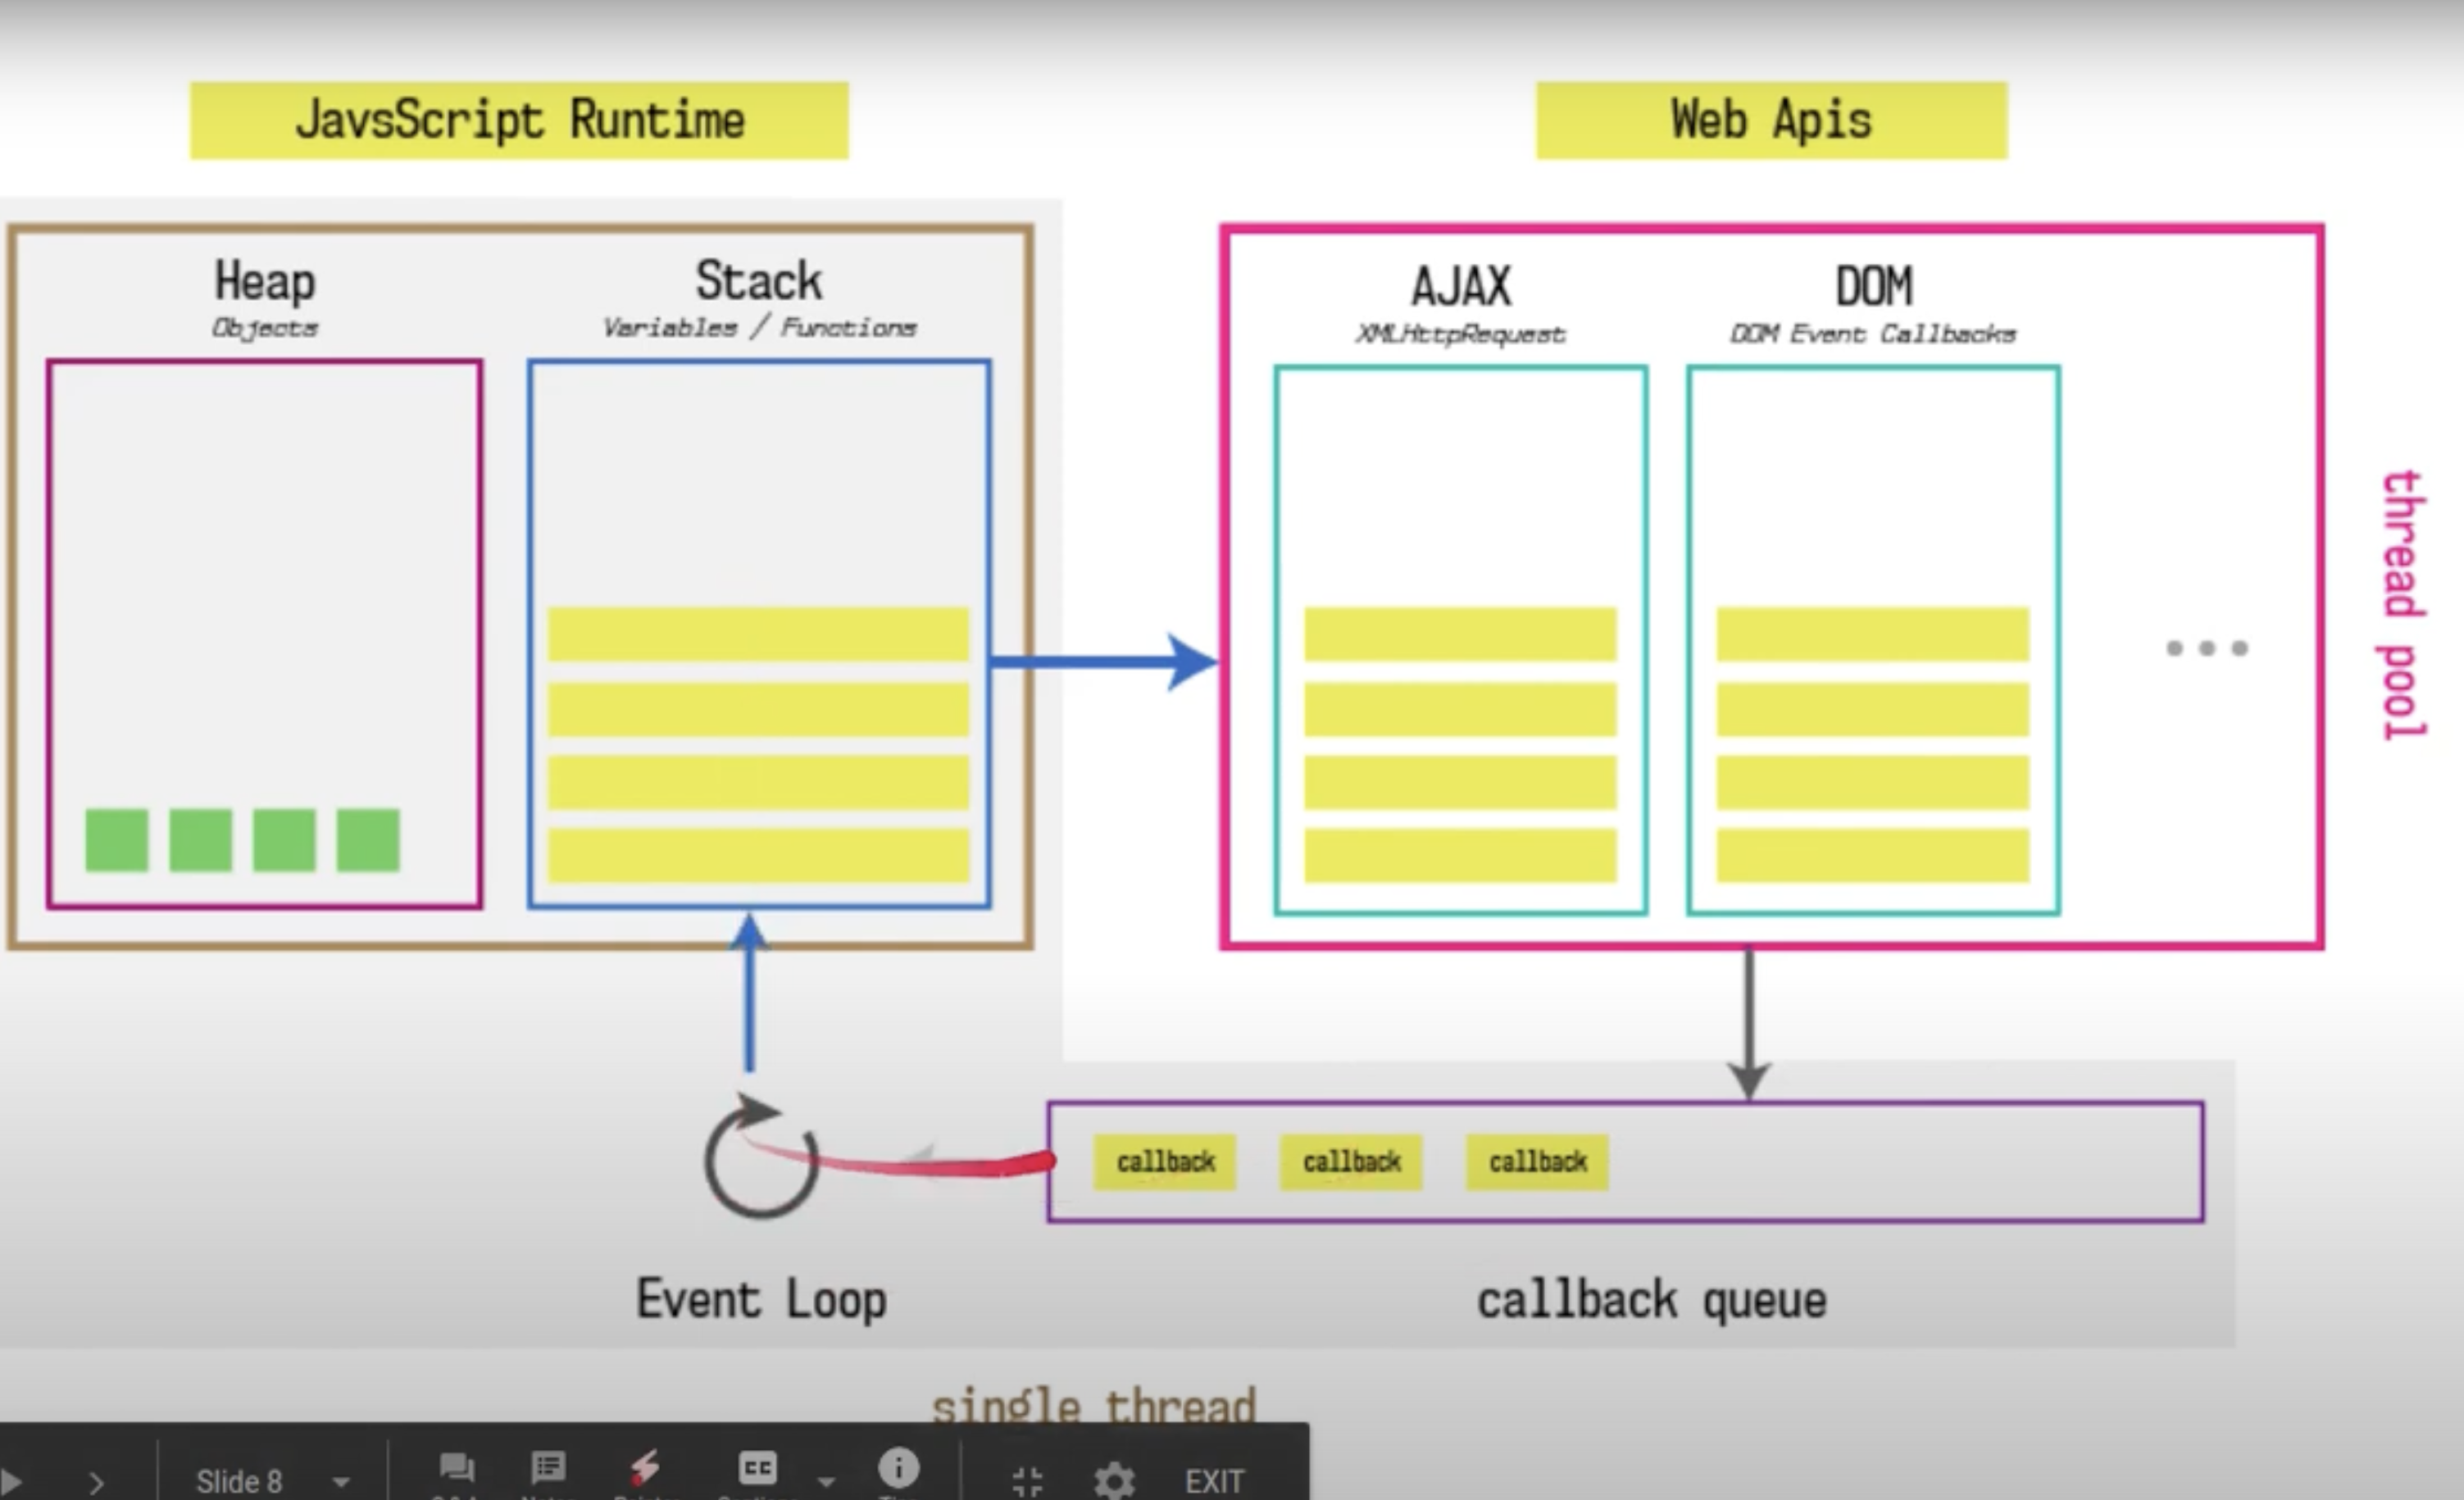 JavsScript Runtime
Web Apis
Heap
Objects
Stack
Variables / Functions
AJAX
XMLHttpRequest
DOM
DOM Event Callbacks
thread pool
callback
callback
callback
Event Loop
callback queue
single thread
Slide 8
EXIT